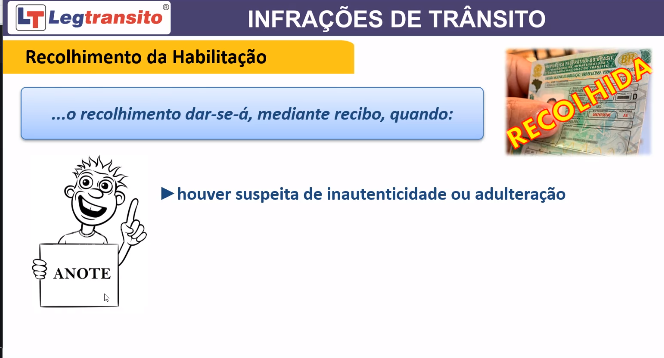 LT Legtransito®
INFRAÇÕES DE TRÂNSITO
Recolhimento da Habilitação
RECOLHIDA
...o recolhimento dar-se-á, mediante recibo, quando:
►houver suspeita de inautenticidade ou adulteração
ANOTE